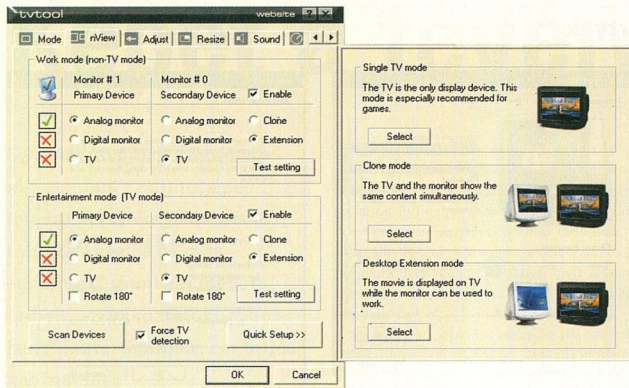 tvtool website ? X
Mode nView Adjust Resize Sound
Work mode (non-TV mode)
Monitor # 1 Monitor # 0
Primary Device Secondary Device Enable
Analog monitor Analog monitor Clone
Digital monitor Digital monitor Extension
TV TV Test setting
Entertainment mode (TV mode)
Primary Device Secondary Device Enable
Analog monitor Analog monitor Clone
Digital monitor Digital monitor Extension
TV TV
Rotate 180° Rotate 180° Test setting
Scan Devices Force TV detection Quick Setup >>
OK Cancel
Single TV mode
The TV is the only display device. This
mode is especially recommended for
games.
Select
Clone mode
The TV and the monitor show the
same content simultaneously.
Select
Desktop Extension mode
The movie is displayed on TV
while the monitor can be used to
work.
Select